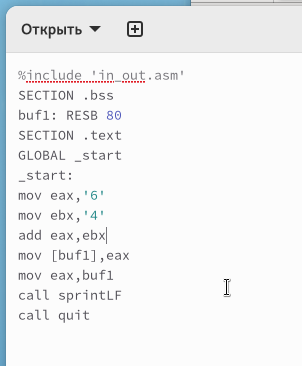 Открыть
%include 'in_out.asm'
SECTION .bss
buf1: RESB 80
SECTION .text
GLOBAL _start
_start:
mov eax,'6'
mov ebx,'4'
add eax,ebx
mov [buf1],eax
mov eax,buf1
call sprintLF
call quit